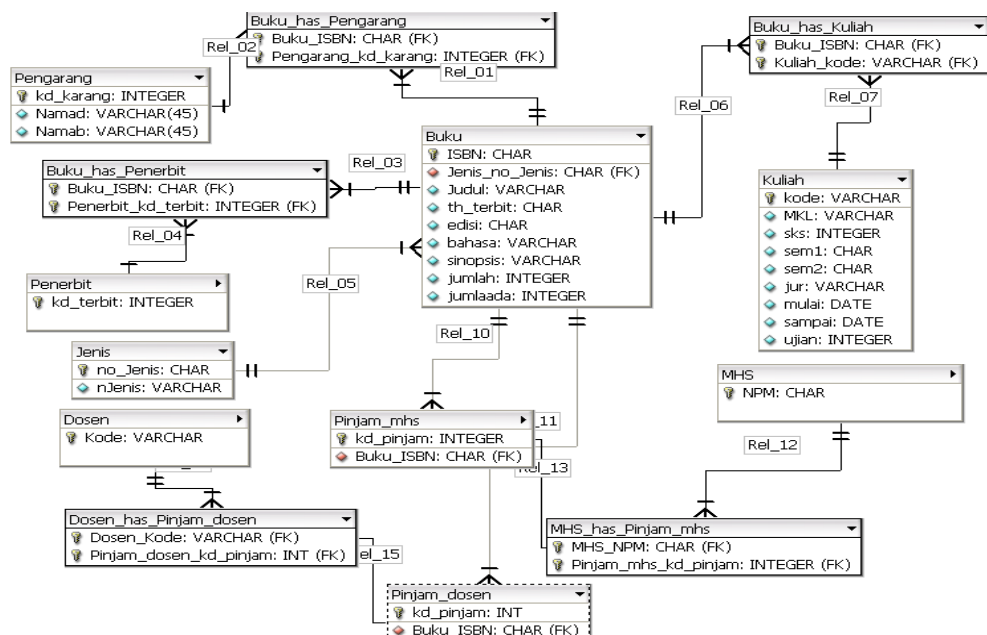 Buku_has_Pengarang
Buku_ISBN: CHAR (FK)
Pengarang_kd_karang: INTEGER (FK)
Rel_02
Rel_01
Pengarang
kd_karang: INTEGER
Namad: VARCHAR(45)
Namab: VARCHAR(45)
Buku_has_Kuliah
Buku_ISBN: CHAR (FK)
Kuliah_kode: VARCHAR (FK)
Rel_06
Rel_07
Buku
ISBN: CHAR
Jenis_no_Jenis: CHAR (FK)
Judul: VARCHAR
th_terbit: CHAR
edisi: CHAR
bahasa: VARCHAR
sinopsis: VARCHAR
jumlah: INTEGER
jumlaada: INTEGER
Rel_03
Buku_has_Penerbit
Buku_ISBN: CHAR (FK)
Penerbit_kd_terbit: INTEGER (FK)
Rel_04
Kuliah
kode: VARCHAR
MKL: VARCHAR
sks: INTEGER
sem1: CHAR
sem2: CHAR
jur: VARCHAR
mulai: DATE
sampai: DATE
ujian: INTEGER
Penerbit
kd_terbit: INTEGER
Rel_05
Rel_10
Jenis
no_Jenis: CHAR
nJenis: VARCHAR
MHS
NPM: CHAR
Dosen
Kode: VARCHAR
Pinjam_mhs
kd_pinjam: INTEGER
Buku_ISBN: CHAR (FK)
_11
Rel_12
el_13
Dosen_has_Pinjam_dosen
Dosen_Kode: VARCHAR (FK)
Pinjam_dosen_kd_pinjam: INT (FK)
el_15
MHS_has_Pinjam_mhs
MHS_NPM: CHAR (FK)
Pinjam_mhs_kd_pinjam: INTEGER (FK)
Pinjam_dosen
kd_pinjam: INT
Buku_ISBN: CHAR (FK)